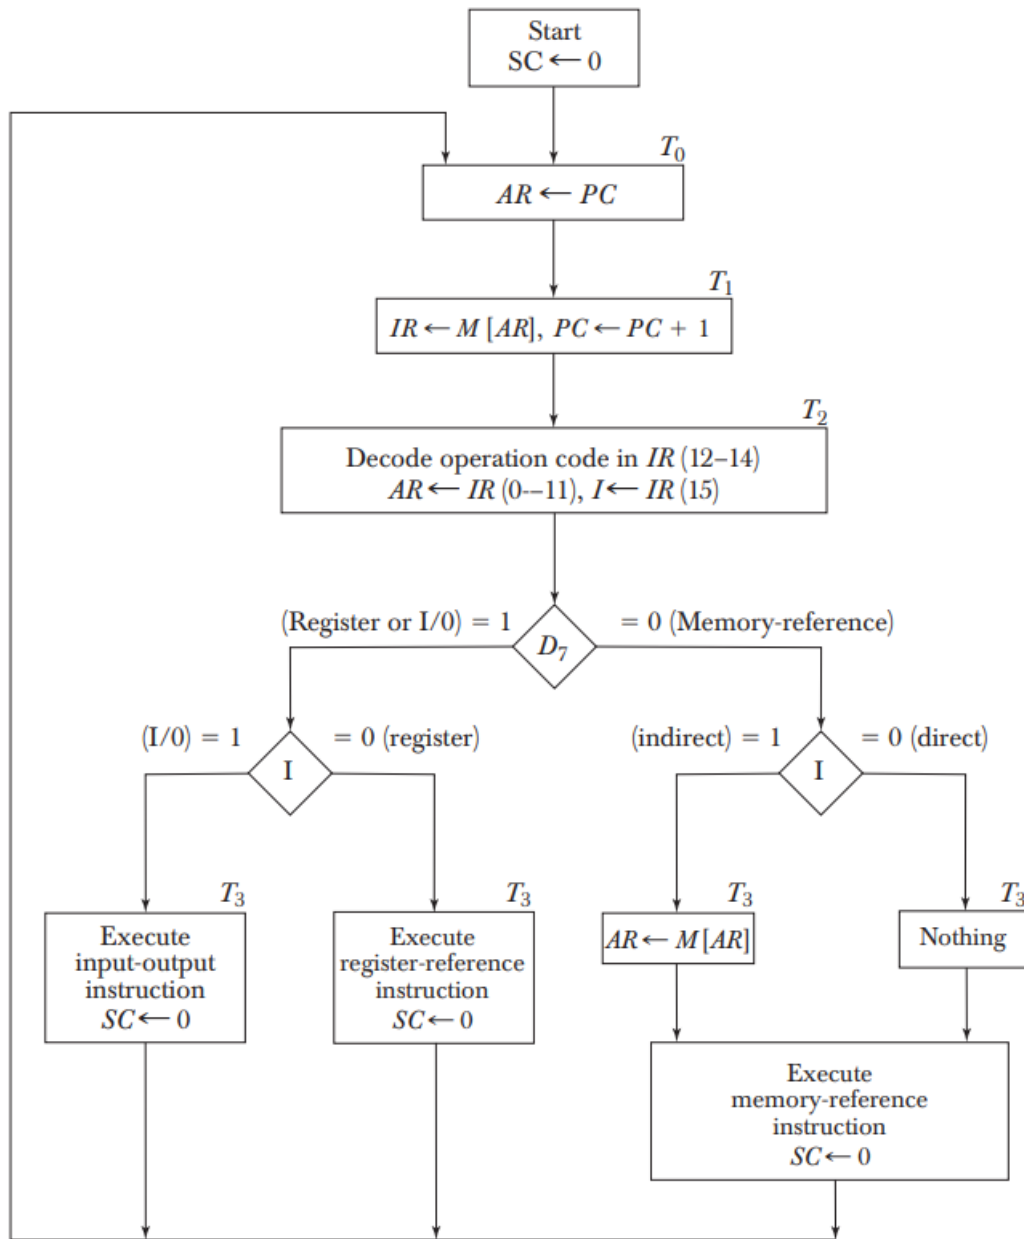 Start
SC ← 0
T0
AR ← PC
T1
IR ← M [AR], PC ← PC + 1
T2
Decode operation code in IR (12–14)
AR ← IR (0-–11), I ← IR (15)
(Register or I/0) = 1
= 0 (Memory-reference)
D7
(I/0) = 1
= 0 (register)
(indirect) = 1
= 0 (direct)
I
I
T3
T3
T3
T3
Execute
input-output
instruction
SC ← 0
Execute
register-reference
instruction
SC ← 0
AR ← M [AR]
Nothing
Execute
memory-reference
instruction
SC ← 0